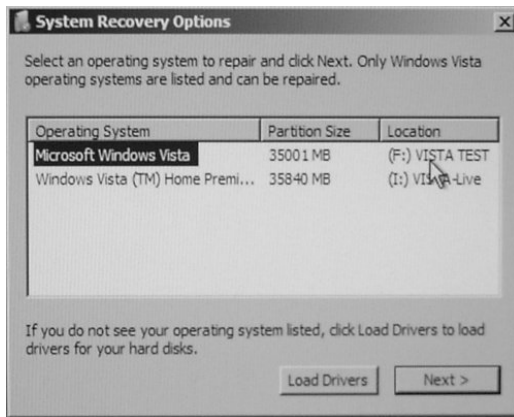 System Recovery Options
Select an operating system to repair and click Next. Only Windows Vista
operating systems are listed and can be repaired.
Operating System Partition Size Location
Microsoft Windows Vista 35001 MB (F:) VISTA TEST
Windows Vista (TM) Home Premi... 35840 MB (I:) VISTA-Live
If you do not see your operating system listed, click Load Drivers to load
drivers for your hard disks.
Load Drivers Next >